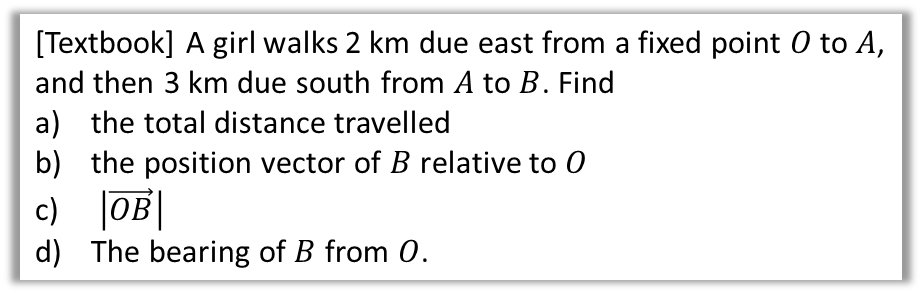 [Textbook] A girl walks 2 km due east from a fixed point O to A,
and then 3 km due south from A to B. Find
a) the total distance travelled
b) the position vector of B relative to O
c) |\overrightarrow{OB}|
d) The bearing of B from O.